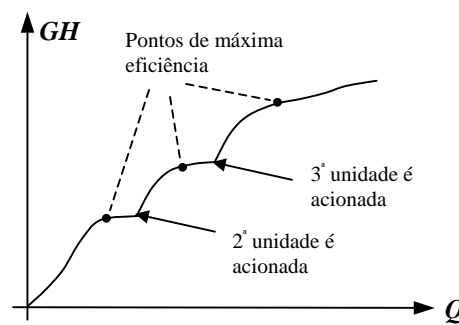 GH
Pontos de máxima
eficiência
3ª unidade é
acionada
2ª unidade é
acionada
Q